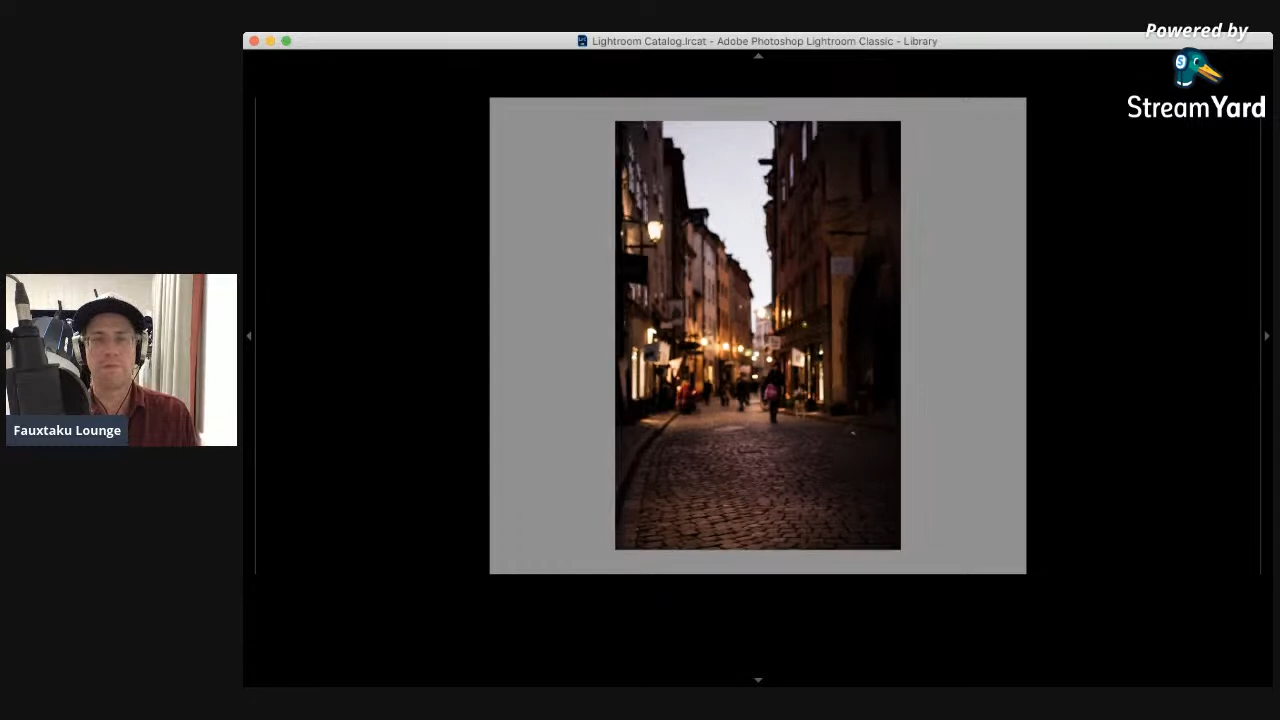 Lightroom Catalog.lrcat - Adobe Photoshop Lightroom Classic - Library
Powered by
StreamYard
Fauxtaku Lounge